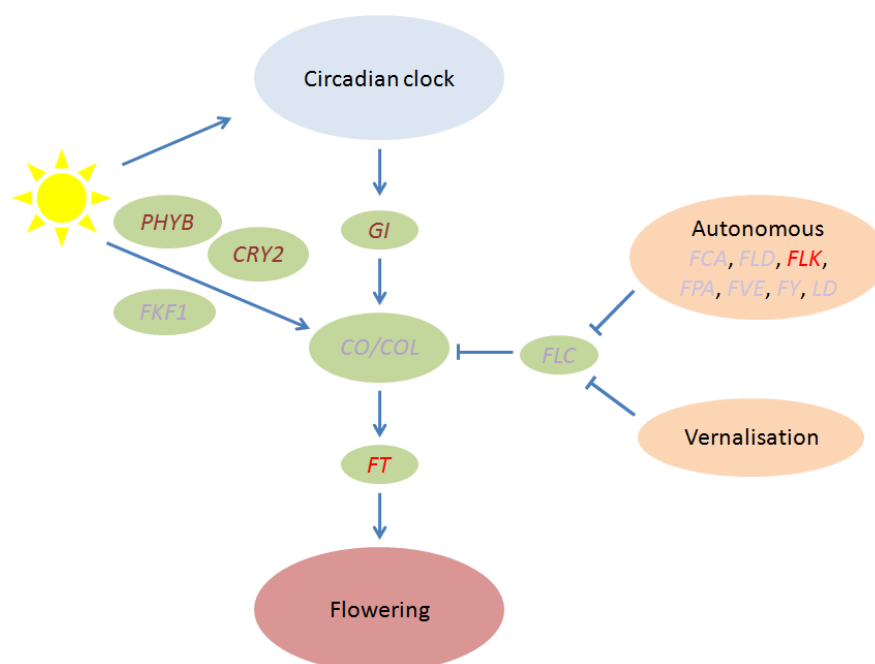 Circadian clock
PHYB
CRY2
GI
FKF1
CO/COL
FLC
Autonomous
FCA, FLD, FLK,
FPA, FVE, FY, LD
Vernalisation
FT
Flowering